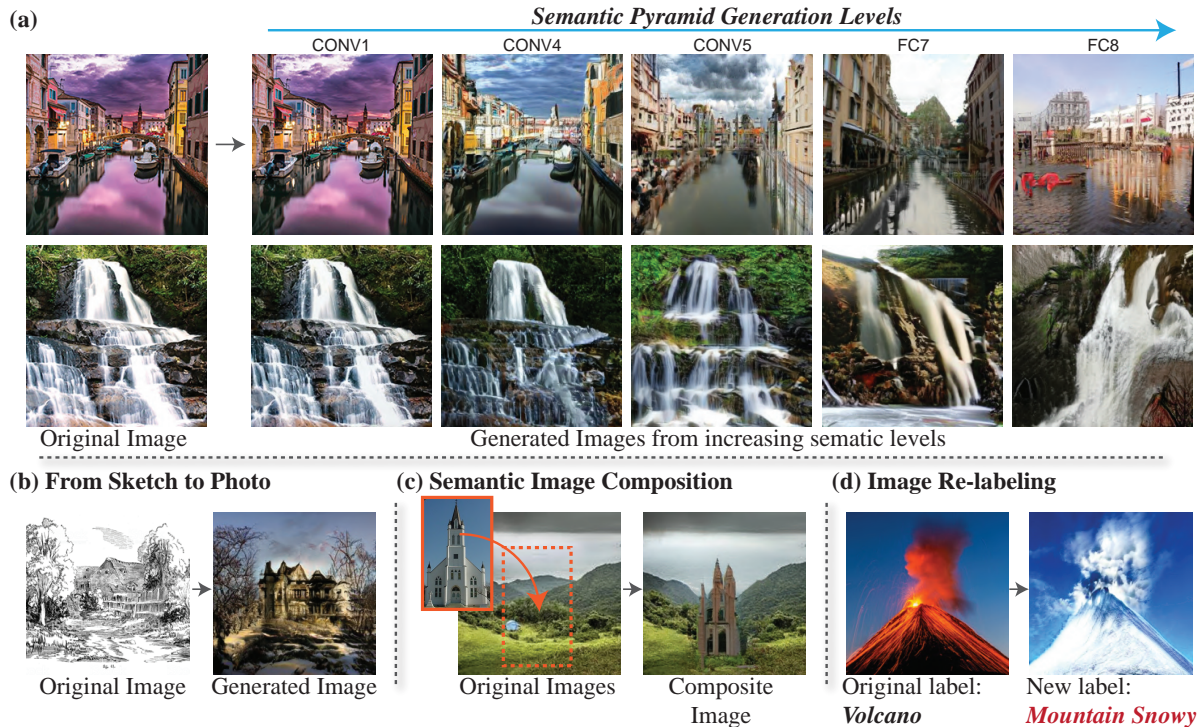 (a)
Semantic Pyramid Generation Levels
CONV1 CONV4 CONV5 FC7 FC8
Original Image Generated Images from increasing sematic levels
(b) From Sketch to Photo (c) Semantic Image Composition (d) Image Re-labeling
Original Image Generated Image Original Images Composite Image Original label: Volcano New label: Mountain Snowy